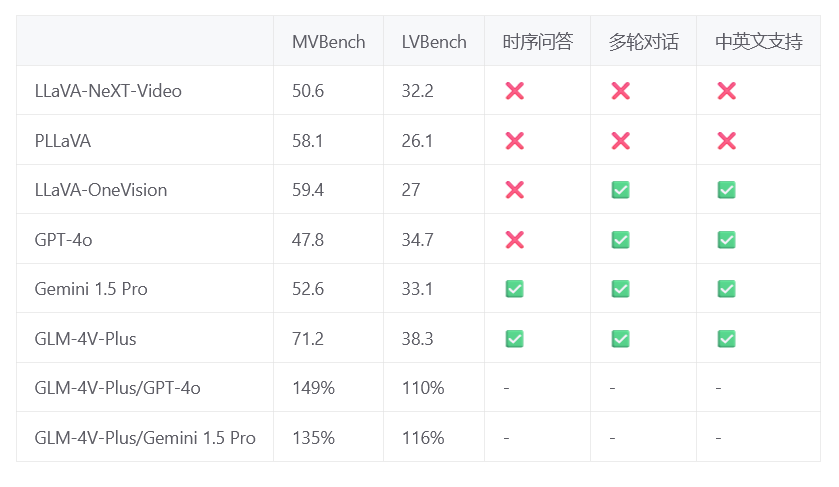 MVBench LVBench 时序问答 多轮对话 中英文支持
LLaVA-NeXT-Video 50.6 32.2 ❌ ❌ ❌
PLLaVA 58.1 26.1 ❌ ❌ ❌
LLaVA-OneVision 59.4 27 ❌ ✅ ✅
GPT-4o 47.8 34.7 ❌ ✅ ✅
Gemini 1.5 Pro 52.6 33.1 ✅ ✅ ✅
GLM-4V-Plus 71.2 38.3 ✅ ✅ ✅
GLM-4V-Plus/GPT-4o 149% 110% - - -
GLM-4V-Plus/Gemini 1.5 Pro 135% 116% - - -